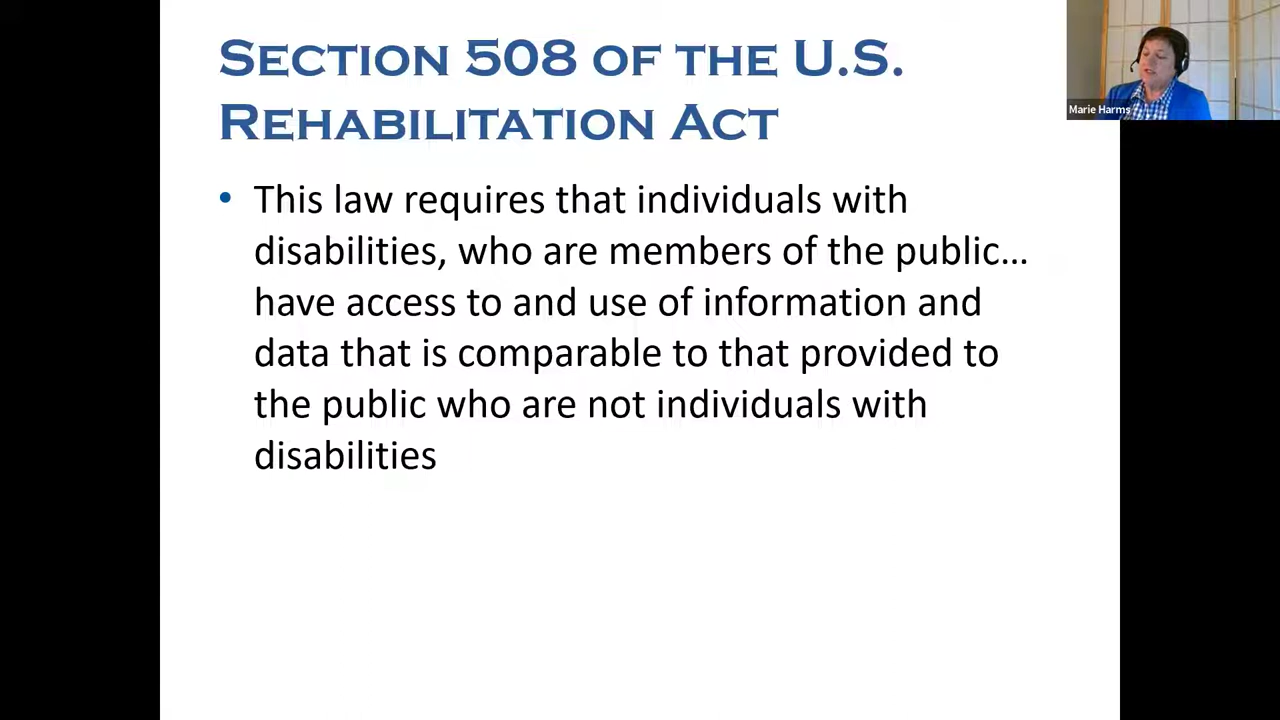 SECTION 508 OF THE U.S.
REHABILITATION ACT
• This law requires that individuals with
disabilities, who are members of the public…
have access to and use of information and
data that is comparable to that provided to
the public who are not individuals with
disabilities
Marie Harms